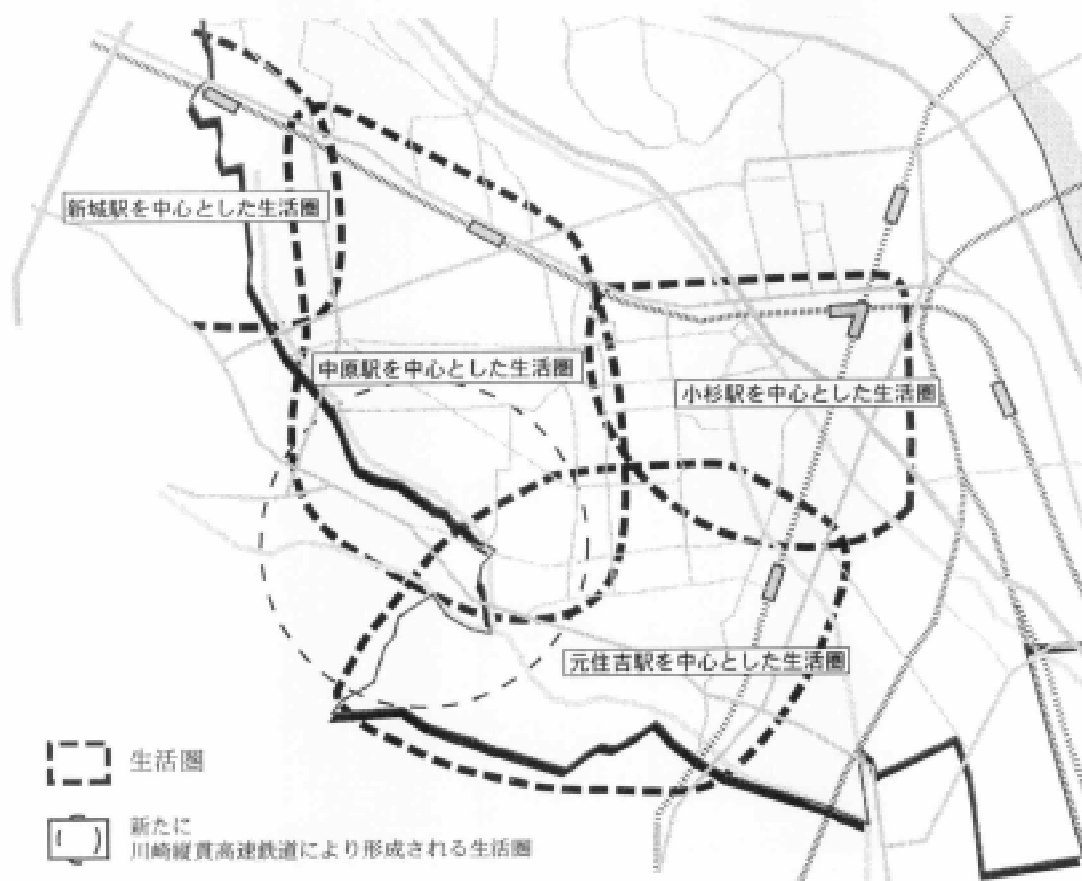 新城駅を中心とした生活圏
中原駅を中心とした生活圏
小杉駅を中心とした生活圏
元住吉駅を中心とした生活圏
生活圏
新たに
川崎縦貫高速鉄道により形成される生活圏